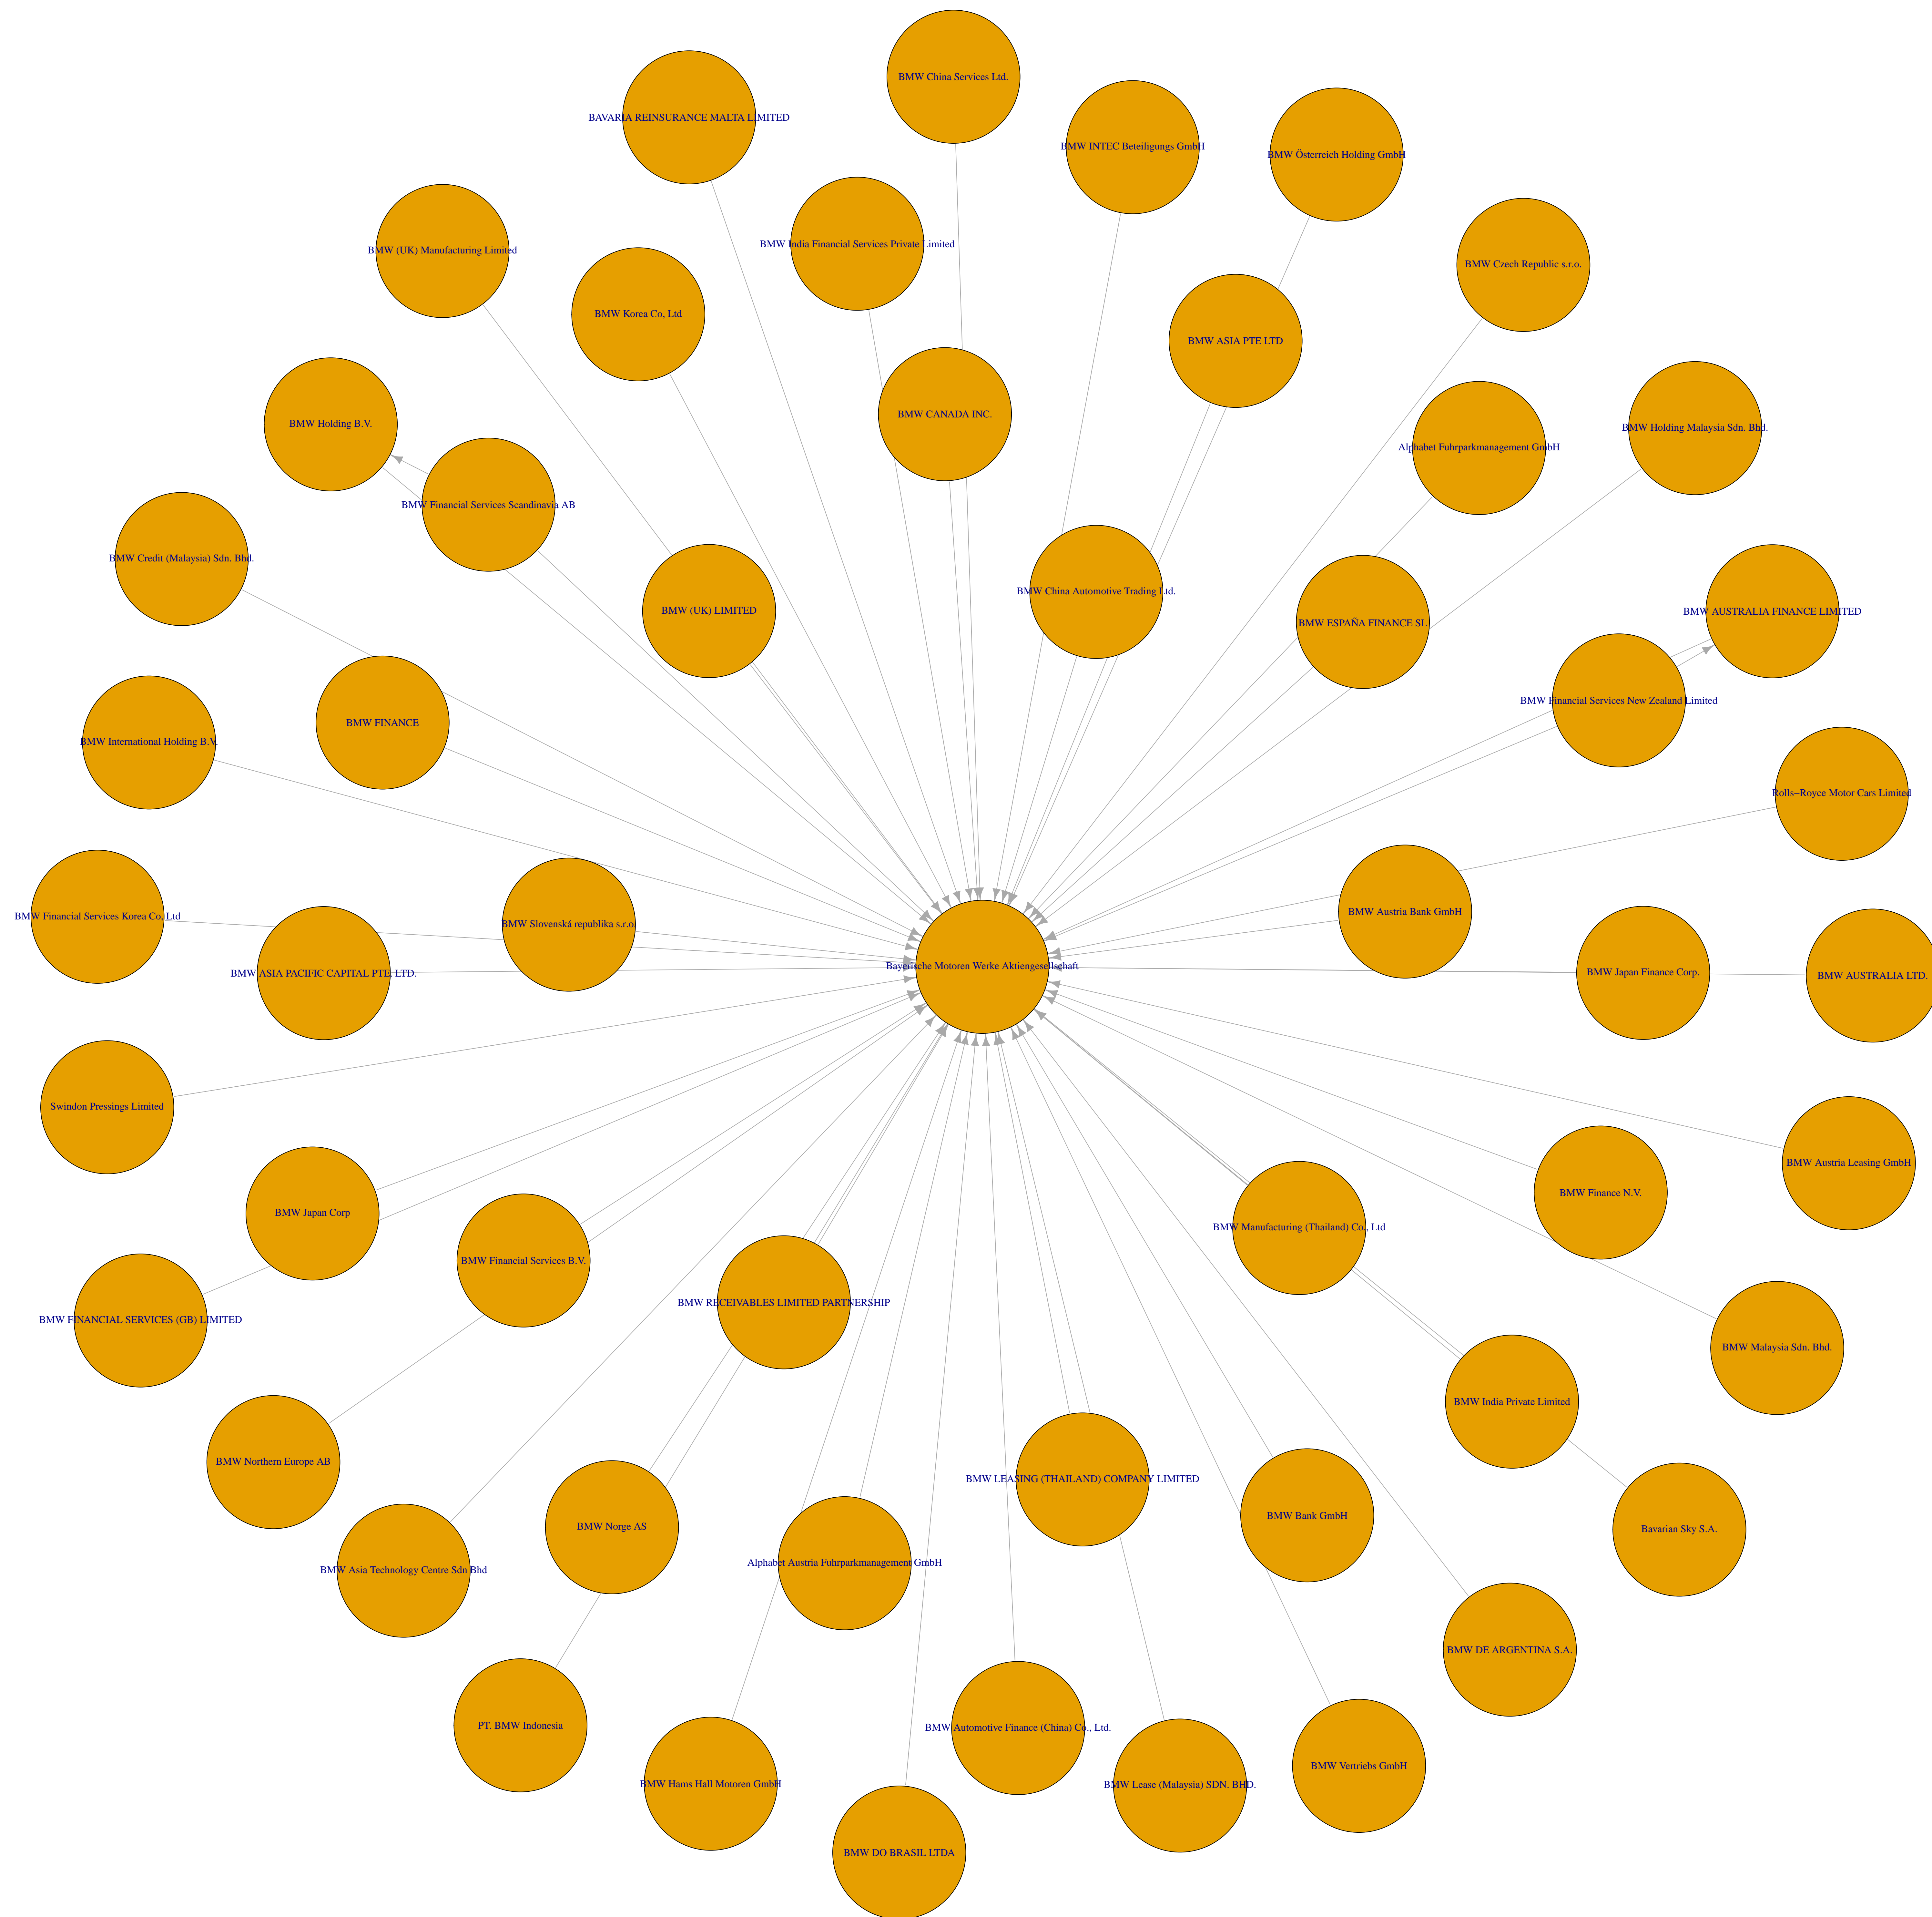 BMW China Services Ltd.
BAVARIA REINSURANCE MALTA LIMITED
BMW INTEC Beteiligungs GmbH
BMW Österreich Holding GmbH
BMW India Financial Services Private Limited
BMW (UK) Manufacturing Limited
BMW Czech Republic s.r.o.
BMW Korea Co, Ltd
BMW ASIA PTE LTD
BMW CANADA INC.
BMW Holding B.V.
BMW Holding Malaysia Sdn. Bhd.
Alphabet Fuhrparkmanagement GmbH
BMW Financial Services Scandinavia AB
BMW Credit (Malaysia) Sdn. Bhd.
BMW China Automotive Trading Ltd.
BMW (UK) LIMITED
BMW AUSTRALIA FINANCE LIMITED
BMW ESPAÑA FINANCE SL
BMW Financial Services New Zealand Limited
BMW FINANCE
BMW International Holding B.V.
Rolls–Royce Motor Cars Limited
BMW Austria Bank GmbH
BMW Financial Services Korea Co, Ltd
BMW Slovenská republika s.r.o.
Bayerische Motoren Werke Aktiengesellschaft
BMW ASIA PACIFIC CAPITAL PTE. LTD.
BMW Japan Finance Corp.
BMW AUSTRALIA LTD.
Swindon Pressings Limited
BMW Austria Leasing GmbH
BMW Finance N.V.
BMW Japan Corp
BMW Manufacturing (Thailand) Co., Ltd
BMW Financial Services B.V.
BMW RECEIVABLES LIMITED PARTNERSHIP
BMW FINANCIAL SERVICES (GB) LIMITED
BMW Malaysia Sdn. Bhd.
BMW India Private Limited
BMW Northern Europe AB
BMW LEASING (THAILAND) COMPANY LIMITED
BMW Bank GmbH
BMW Norge AS
Bavarian Sky S.A.
Alphabet Austria Fuhrparkmanagement GmbH
BMW Asia Technology Centre Sdn Bhd
BMW DE ARGENTINA S.A.
PT. BMW Indonesia
BMW Automotive Finance (China) Co., Ltd.
BMW Vertriebs GmbH
BMW Hams Hall Motoren GmbH
BMW Lease (Malaysia) SDN. BHD.
BMW DO BRASIL LTDA